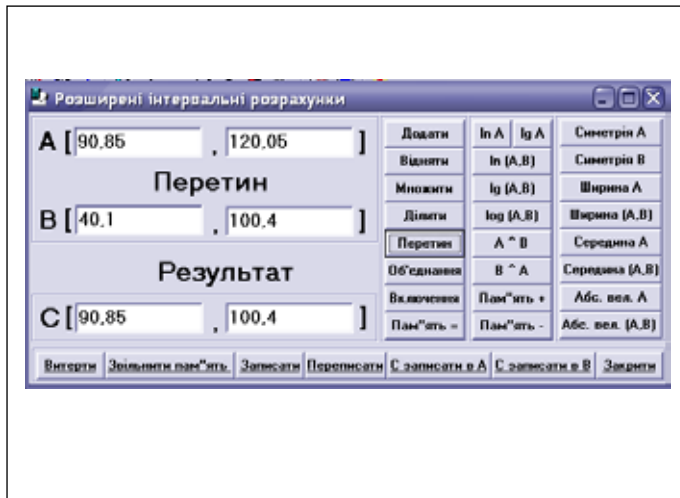 Розширені інтервальні розрахунки
А [ 90,85 , 120,05 ]
Перетин
В [ 40,1 , 100,4 ]
Результат
С [ 90,85 , 100,4 ]
Додати ln A lg A Симетрія А
Відняти ln (A,B) Симетрія В
Множити lg (A,B) Ширина А
Ділити log (A,B) Ширина (А,В)
Перетин A ^ B Середина А
Об'єднання B ^ A Середина (А,В)
Включення Пам"ять + Абс. вел. А
Пам"ять = Пам"ять - Абс. вел. (А,В)
Витерти Звільнити пам"ять Записати Переписати С записати в А С записати в В Закрити